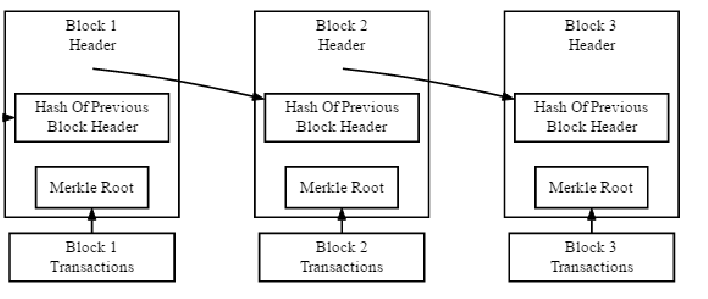 Block 1
Header
Hash Of Previous
Block Header
Merkle Root
Block 1
Transactions
Block 2
Header
Hash Of Previous
Block Header
Merkle Root
Block 2
Transactions
Block 3
Header
Hash Of Previous
Block Header
Merkle Root
Block 3
Transactions